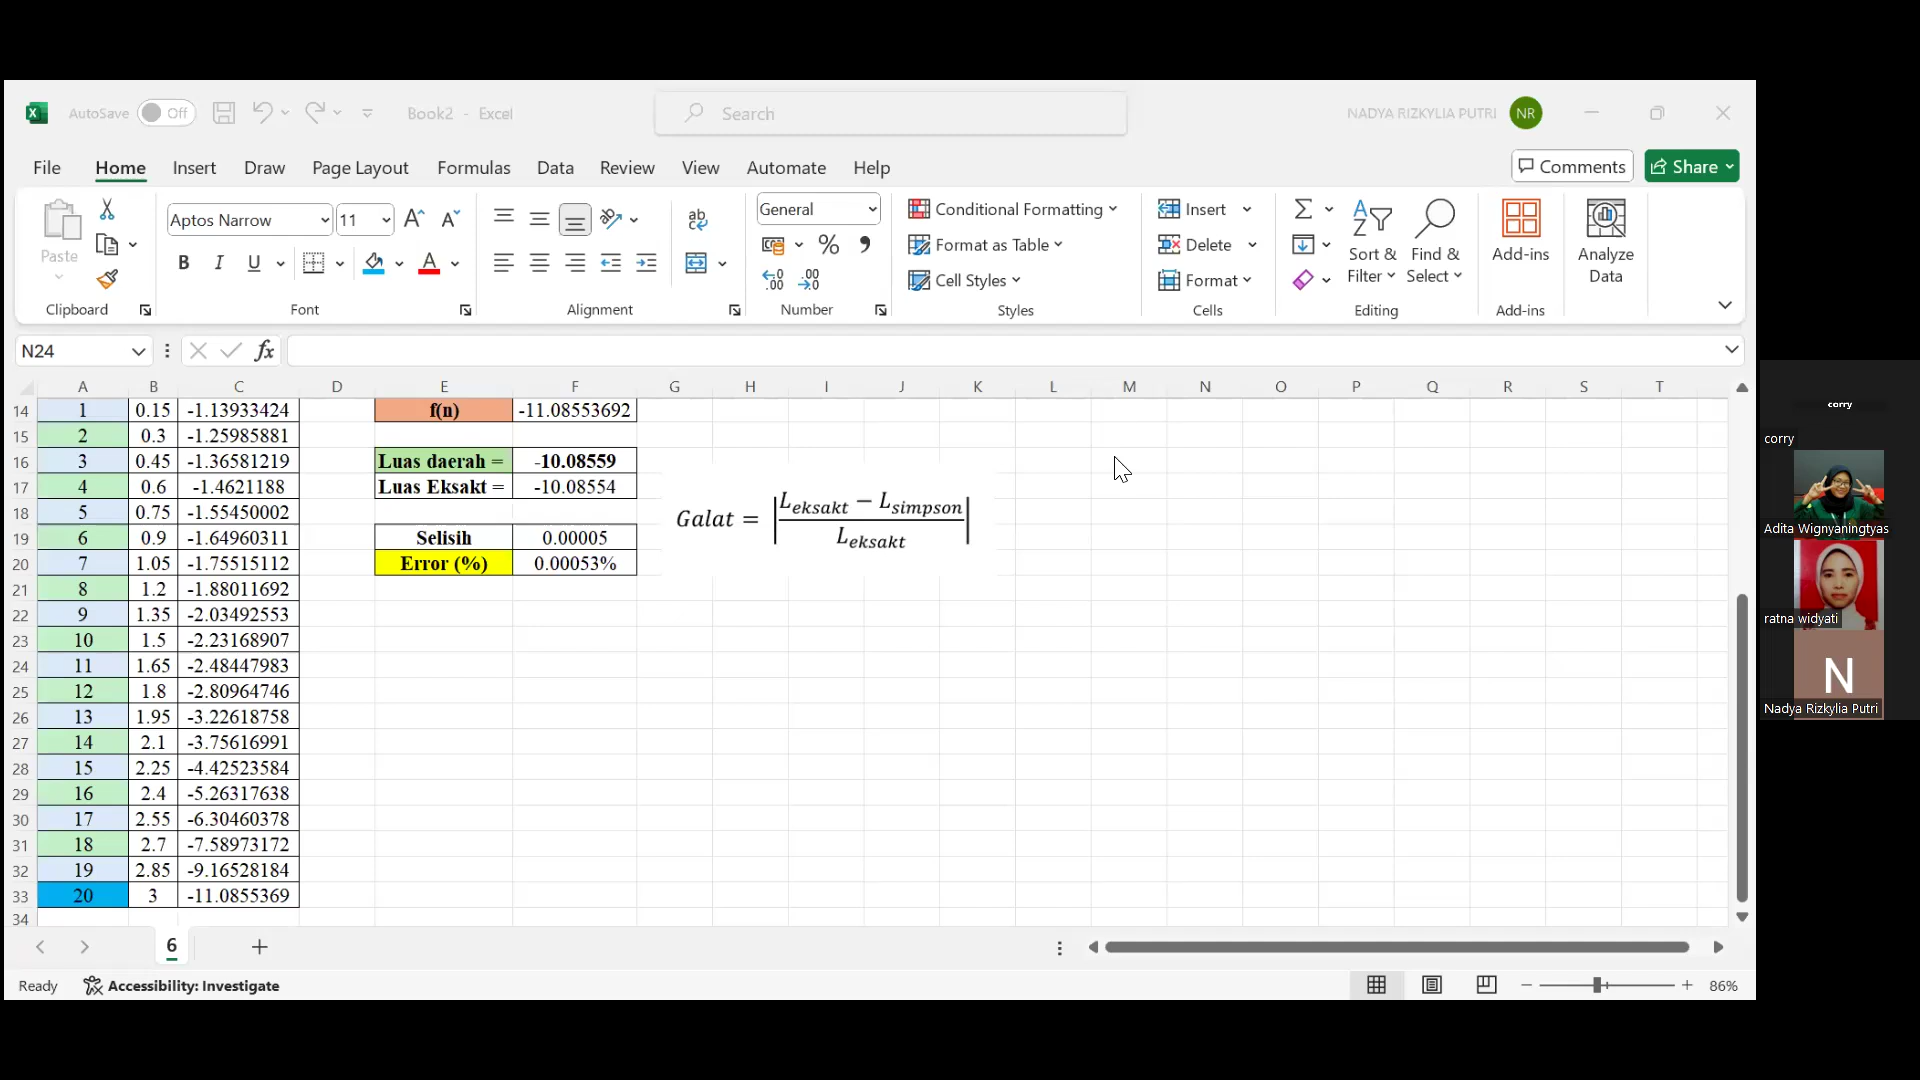 AutoSave Off Book2 - Excel Search NADYA RIZKYLIA PUTRI NR
File Home Insert Draw Page Layout Formulas Data Review View Automate Help Comments Share
Paste
Clipboard
Aptos Narrow 11
B I U A
Font
ab
Alignment
General
% 9
Number
Conditional Formatting
Format as Table
Cell Styles
Styles
Insert
Delete
Format
Cells
Sort & Filter
Find & Select
Editing
Add-ins
Add-ins
Analyze Data
N24 fx
A B C D E F G H I J K L M N O P Q R S T
14 1 0.15 -1.13933424 f(n) -11.08553692
15 2 0.3 -1.25985881
16 3 0.45 -1.36581219 Luas daerah = -10.08559
17 4 0.6 -1.4621188 Luas Eksakt = -10.08554
18 5 0.75 -1.55450002
19 6 0.9 -1.64960311 Selisih 0.00005
20 7 1.05 -1.75515112 Error (%) 0.00053%
21 8 1.2 -1.88011692
22 9 1.35 -2.03492553
23 10 1.5 -2.23168907
24 11 1.65 -2.48447983
25 12 1.8 -2.80964746
26 13 1.95 -3.22618758
27 14 2.1 -3.75616991
28 15 2.25 -4.42523584
29 16 2.4 -5.26317638
30 17 2.55 -6.30460378
31 18 2.7 -7.58973172
32 19 2.85 -9.16528184
33 20 3 -11.0855369
34
Galat = |(L_eksakt − L_simpson) / L_eksakt|
6
Ready Accessibility: Investigate 86%
corry
corry
Adita Wignyaningtyas
ratna widyati
N
Nadya Rizkylia Putri